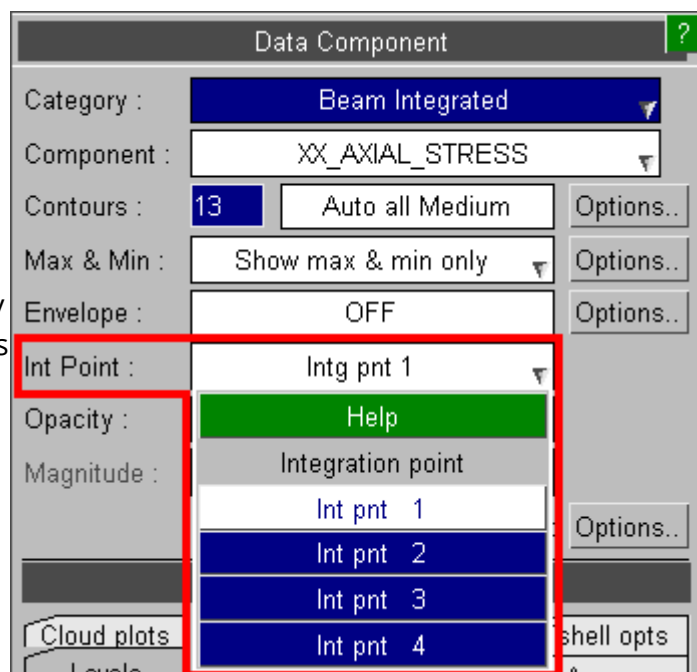 Data Component
?
Category :
Beam Integrated
Component :
XX_AXIAL_STRESS
Contours :
13
Auto all Medium
Options..
Max & Min :
Show max & min only
Options..
Envelope :
OFF
Options..
Int Point :
Intg pnt 1
Opacity :
Help
Magnitude :
Integration point
Int pnt 1
Options..
Int pnt 2
Int pnt 3
Cloud plots
Int pnt 4
shell opts